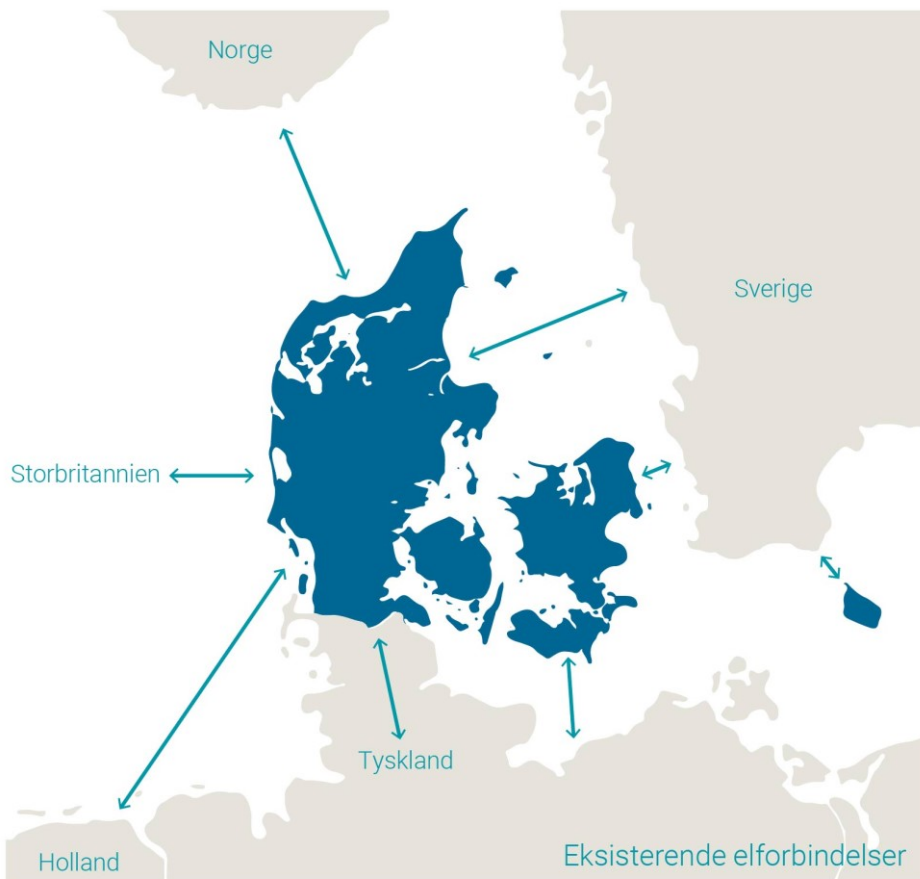 Norge
Sverige
Storbritannien
Tyskland
Holland
Eksisterende elforbindelser